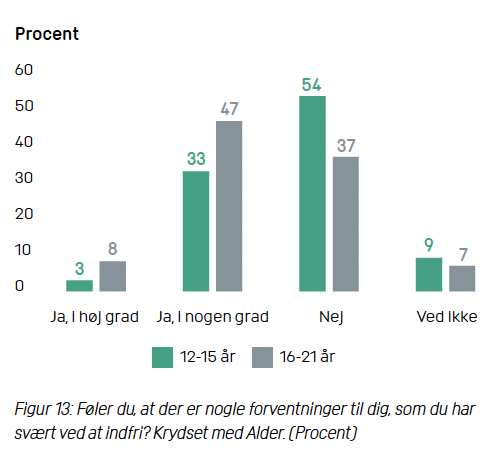 Procent
60
50
40
30
20
10
0
3
8
33
47
54
37
9
7
Ja, I høj grad
Ja, I nogen grad
Nej
Ved Ikke
12-15 år
16-21 år
Figur 13: Føler du, at der er nogle forventninger til dig, som du har
svært ved at indfri? Krydset med Alder. (Procent)